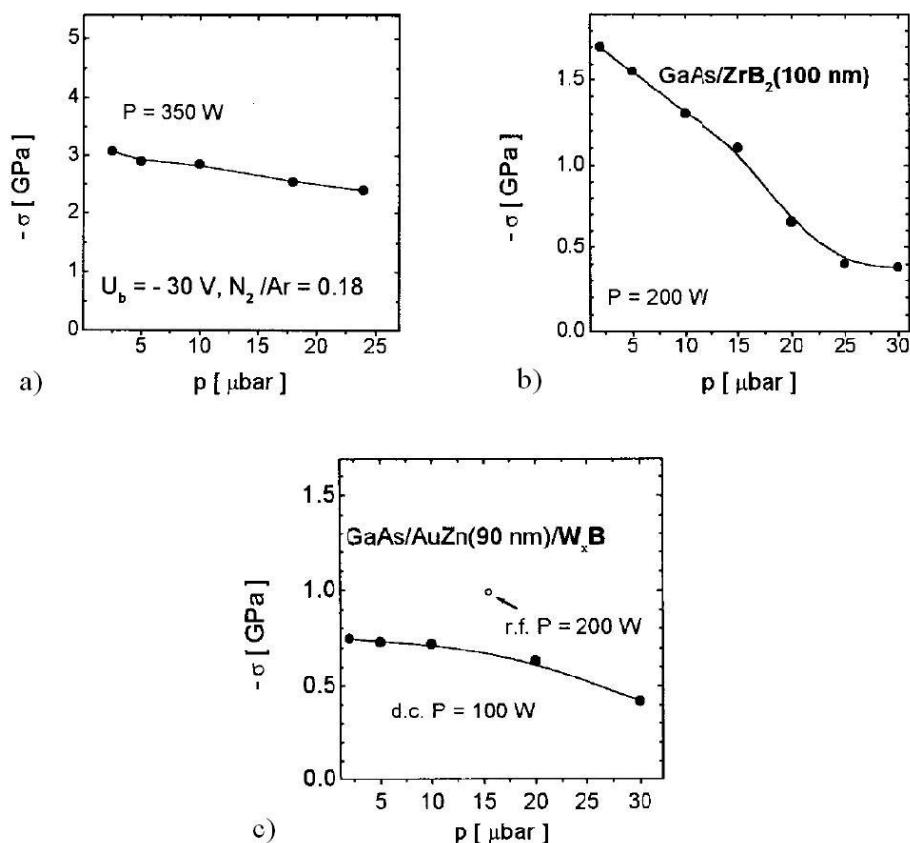 5
4
3
2
1
0
- σ [ GPa ]
P = 350 W
U_b = - 30 V, N_2 /Ar = 0.18
5 10 15 20 25
p [ μbar ]
a)
1.5
1.0
0.5
0.0
- σ [ GPa ]
GaAs/ZrB_2(100 nm)
P = 200 W
5 10 15 20 25 30
p [ μbar ]
b)
1.5
1.0
0.5
0.0
- σ [ GPa ]
GaAs/AuZn(90 nm)/W_xB
r.f. P = 200 W
d.c. P = 100 W
5 10 15 20 25 30
p [ μbar ]
c)